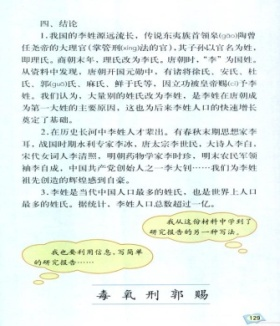 四、结论
1.我国的李姓源远流长，传说东夷族首领皋(gāo)陶曾
任尧帝的大理官(掌管刑(xíng)法的官)，其子孙以官名为姓，
即理氏。商朝末年，理氏改为李氏。唐朝时，“李”为国姓。
从资料中发现，唐朝开国元勋中，有诸将徐氏、安氏、杜
氏、郭(guō)氏、麻氏、鲜于氏等，因立功被皇帝赐(cì)予李
姓。我们认为，大量别的姓氏改为李姓，是李姓在唐朝成
为第一大姓的主要原因，这也为后来李姓人口的快速增长
奠定了基础。
2.在历史长河中李姓人才辈出。有春秋末期思想家李
耳，战国时期水利专家李冰，唐太宗李世民，大诗人李白，
宋代女词人李清照，明朝药物学家李时珍，明末农民军领
袖李自成，中国共产党创始人之一李大钊……我们为李姓
祖先创造的辉煌感到自豪。
3.李姓是当代中国人口最多的姓氏，也是世界上人口
最多的姓氏。据统计，李姓人口总数超过一亿。
我从这份材料中学到了
研究报告的另一种写法。
我也要利用信息，写简单
的研究报告。
毒氧刑郭赐
129